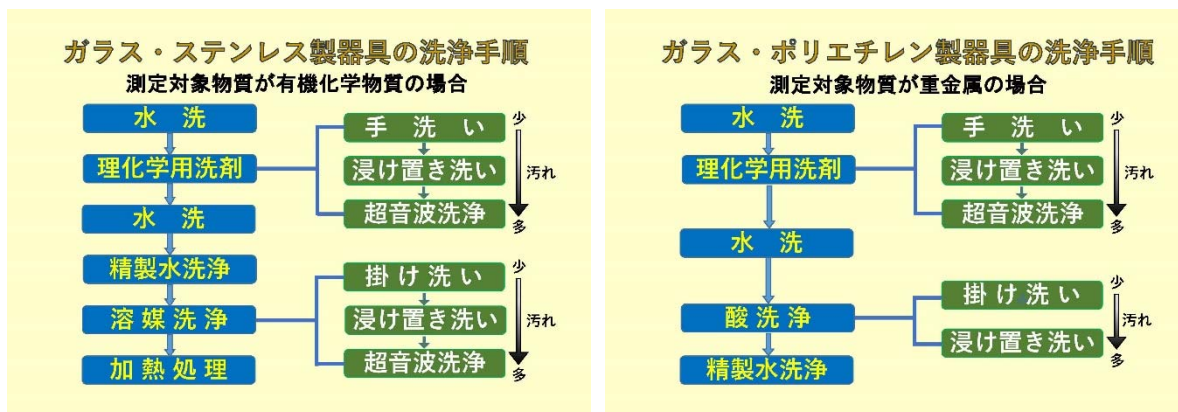 ガラス・ステンレス製器具の洗浄手順
測定対象物質が有機化学物質の場合
水 洗
理化学用洗剤
水 洗
精製水洗浄
溶媒洗浄
加熱処理
手 洗 い
浸け置き洗い
超音波洗浄
少
汚れ
多
掛け洗い
浸け置き洗い
超音波洗浄
少
汚れ
多
ガラス・ポリエチレン製器具の洗浄手順
測定対象物質が重金属の場合
水 洗
理化学用洗剤
水 洗
酸洗浄
精製水洗浄
手 洗 い
浸け置き洗い
超音波洗浄
少
汚れ
多
掛け洗い
浸け置き洗い
少
汚れ
多